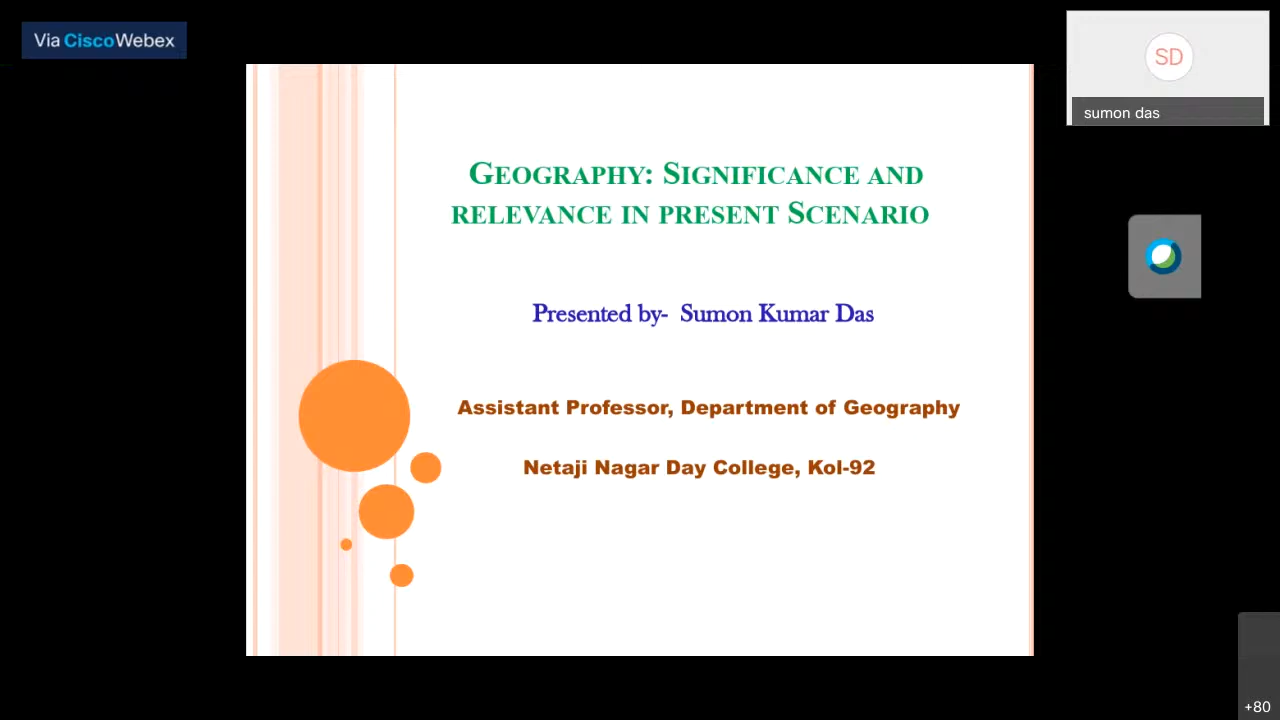 Via CiscoWebex
SD
sumon das
GEOGRAPHY: SIGNIFICANCE AND
RELEVANCE IN PRESENT SCENARIO
Presented by- Sumon Kumar Das
Assistant Professor, Department of Geography
Netaji Nagar Day College, Kol-92
+80